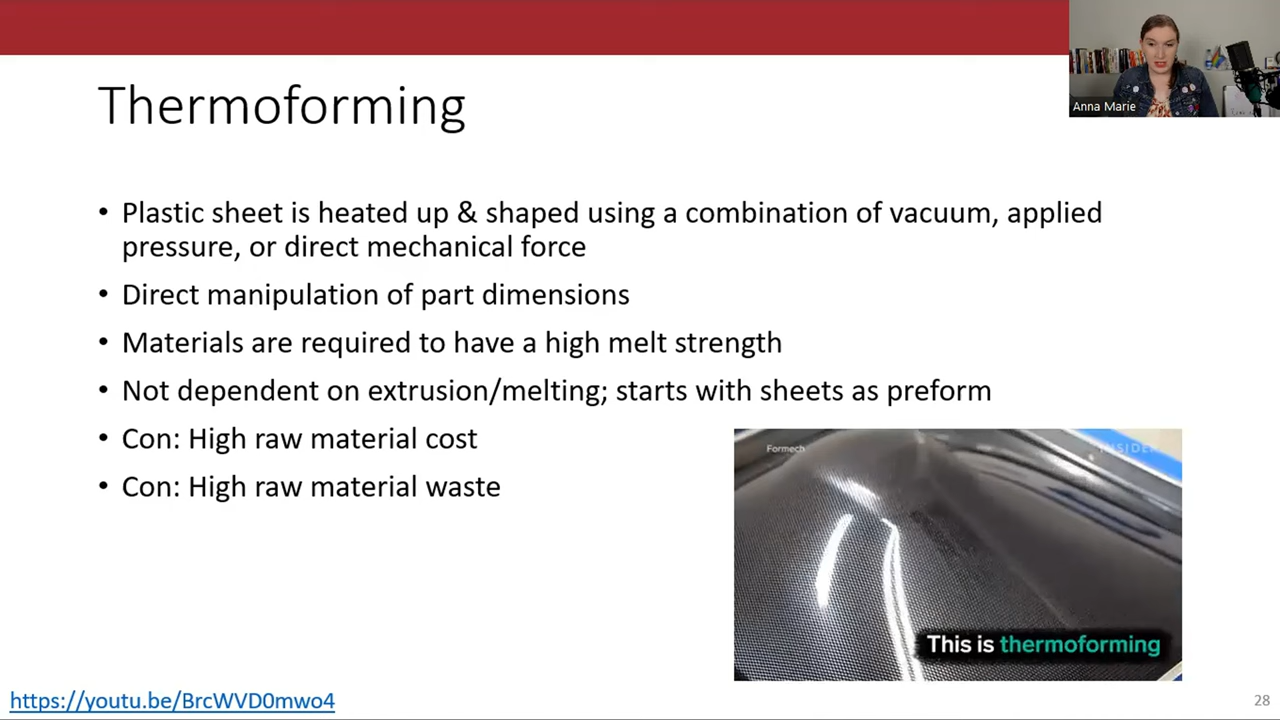 Anna Marie
Thermoforming
• Plastic sheet is heated up & shaped using a combination of vacuum, applied
pressure, or direct mechanical force
• Direct manipulation of part dimensions
• Materials are required to have a high melt strength
• Not dependent on extrusion/melting; starts with sheets as preform
• Con: High raw material cost
• Con: High raw material waste
Formech
INSIDER
This is thermoforming
https://youtu.be/BrcWVD0mwo4
28